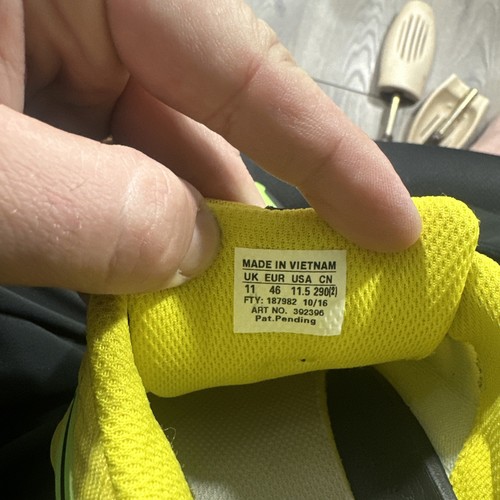 MADE IN VIETNAM
UK EUR USA CN
11 46 11.5 290(2)
FTY: 187982 10/16
ART NO. 392396
Pat.Pending